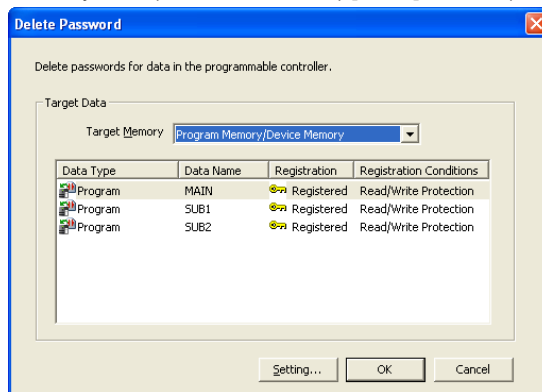 Delete Password
Delete passwords for data in the programmable controller.
Target Data
Target Memory Program Memory/Device Memory
Data Type Data Name Registration Registration Conditions
Program MAIN Registered Read/Write Protection
Program SUB1 Registered Read/Write Protection
Program SUB2 Registered Read/Write Protection
Setting... OK Cancel